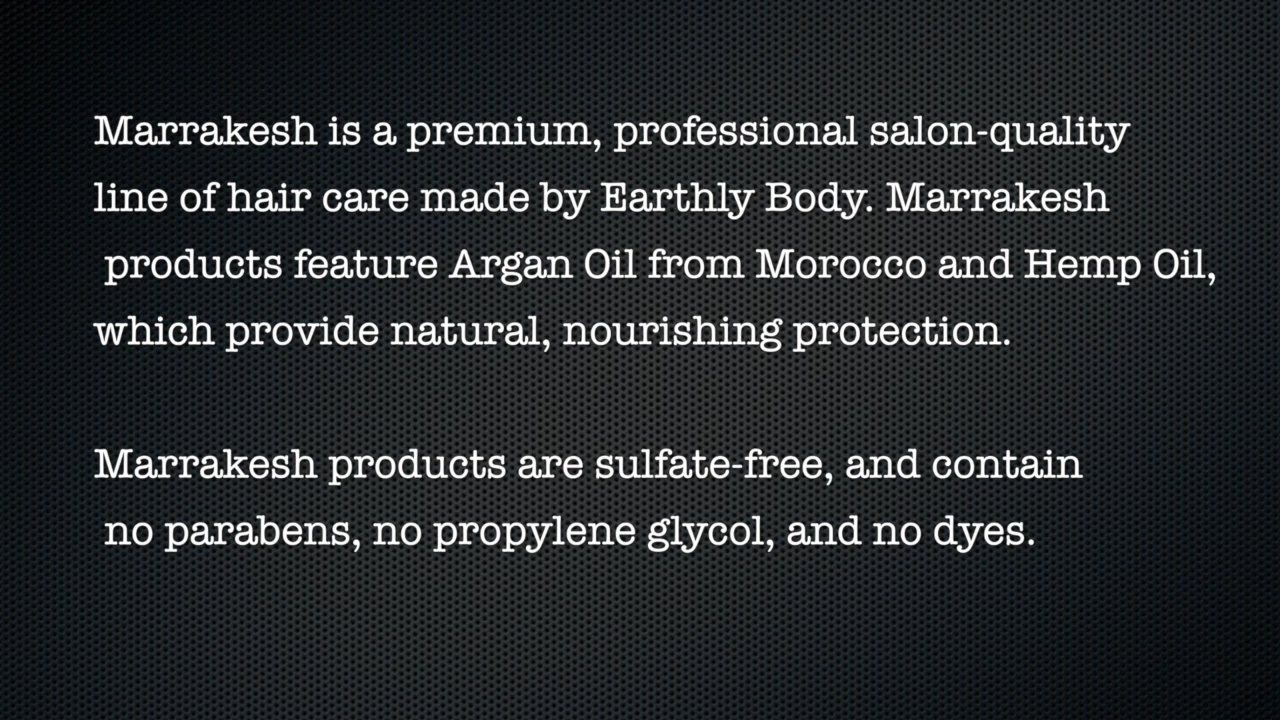 Marrakesh is a premium, professional salon-quality
line of hair care made by Earthly Body. Marrakesh
products feature Argan Oil from Morocco and Hemp Oil,
which provide natural, nourishing protection.
Marrakesh products are sulfate-free, and contain
no parabens, no propylene glycol, and no dyes.